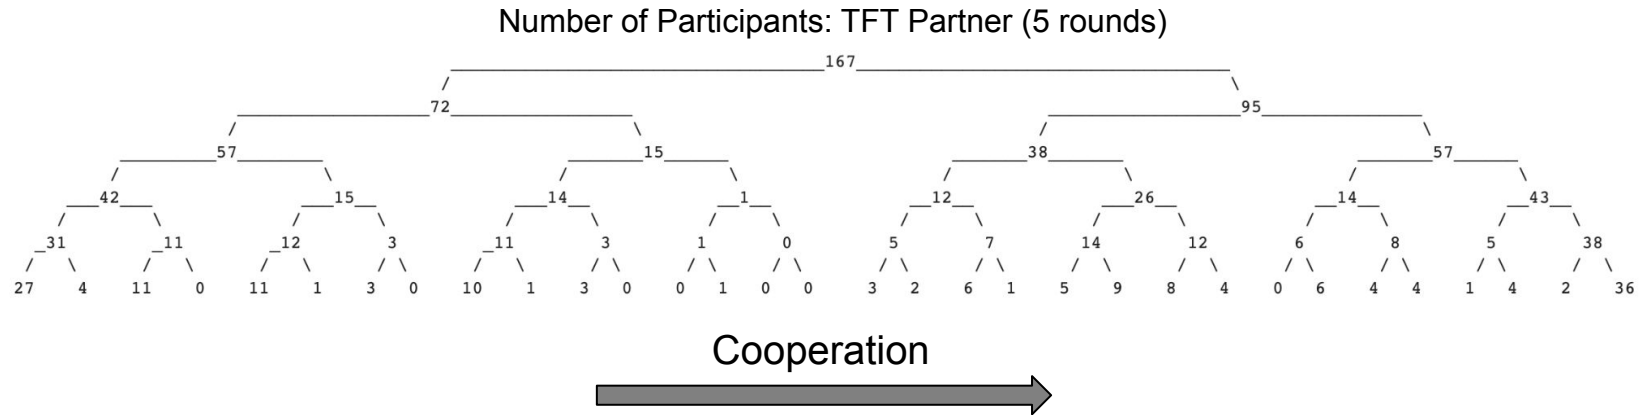 Number of Participants: TFT Partner (5 rounds)
167
72 95
57 15 38 57
42 15 14 1 12 26 14 43
31 11 12 3 11 3 1 0 5 7 14 12 6 8 5 38
27 4 11 0 11 1 3 0 10 1 3 0 0 1 0 0 3 2 6 1 5 9 8 4 0 6 4 4 1 4 2 36
Cooperation